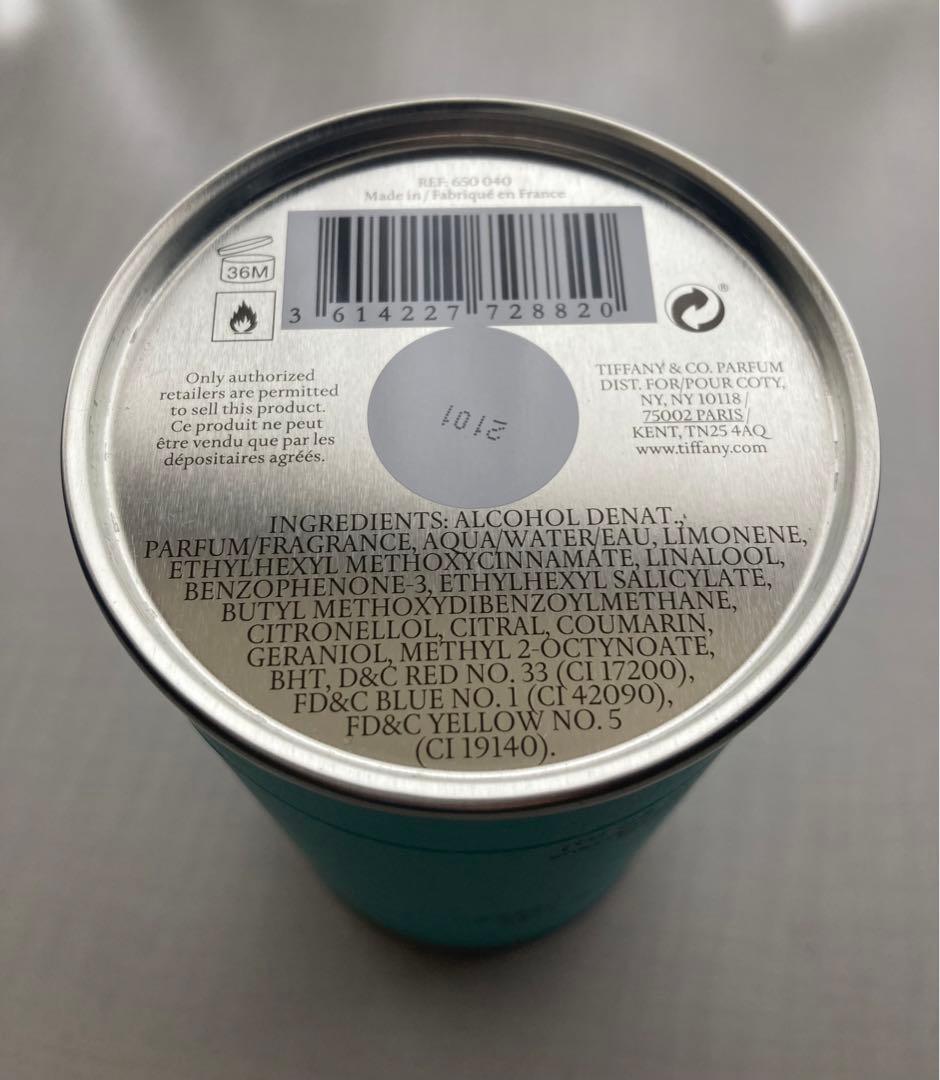 REF: 650 040
Made in/Fabriqué en France
36M
3 614227 728820
®
Only authorized
retailers are permitted
to sell this product.
Ce produit ne peut
être vendu que par les
dépositaires agréés.
2101
TIFFANY & CO. PARFUM
DIST. FOR/POUR COTY,
NY, NY 10118 /
75002 PARIS /
KENT, TN25 4AQ
www.tiffany.com
INGREDIENTS: ALCOHOL DENAT.,
PARFUM/FRAGRANCE, AQUA/WATER/EAU, LIMONENE,
ETHYLHEXYL METHOXYCINNAMATE, LINALOOL,
BENZOPHENONE-3, ETHYLHEXYL SALICYLATE,
BUTYL METHOXYDIBENZOYLMETHANE,
CITRONELLOL, CITRAL, COUMARIN,
GERANIOL, METHYL 2-OCTYNOATE,
BHT, D&C RED NO. 33 (CI 17200),
FD&C BLUE NO. 1 (CI 42090),
FD&C YELLOW NO. 5
(CI 19140).